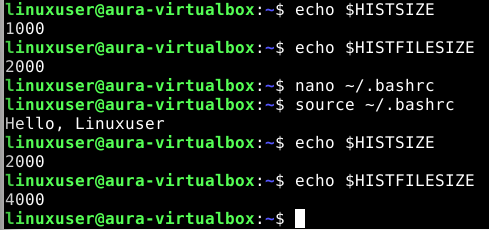 linuxuser@aura-virtualbox:~$ echo $HISTSIZE
1000
linuxuser@aura-virtualbox:~$ echo $HISTFILESIZE
2000
linuxuser@aura-virtualbox:~$ nano ~/.bashrc
linuxuser@aura-virtualbox:~$ source ~/.bashrc
Hello, Linuxuser
linuxuser@aura-virtualbox:~$ echo $HISTSIZE
2000
linuxuser@aura-virtualbox:~$ echo $HISTFILESIZE
4000
linuxuser@aura-virtualbox:~$